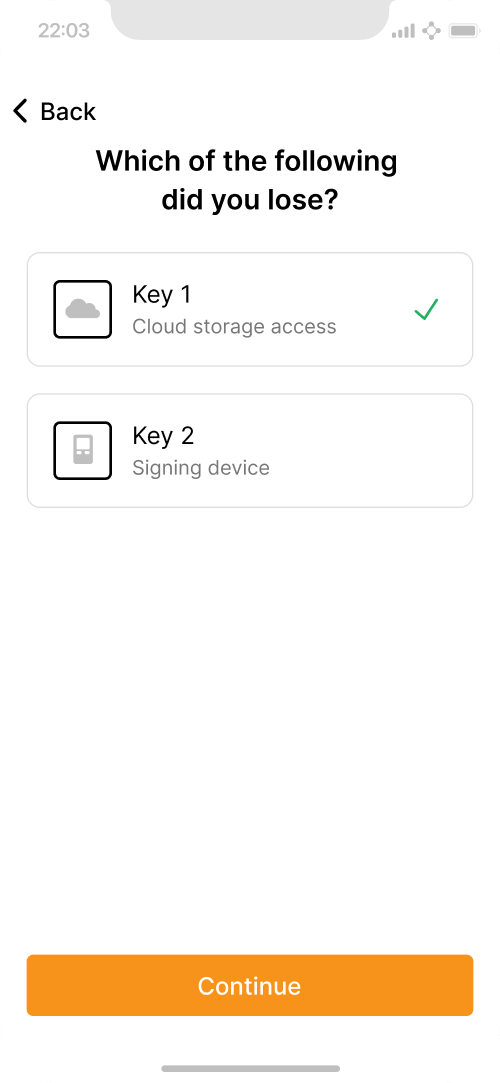 22:03
Back
Which of the following
did you lose?
Key 1
Cloud storage access
Key 2
Signing device
Continue